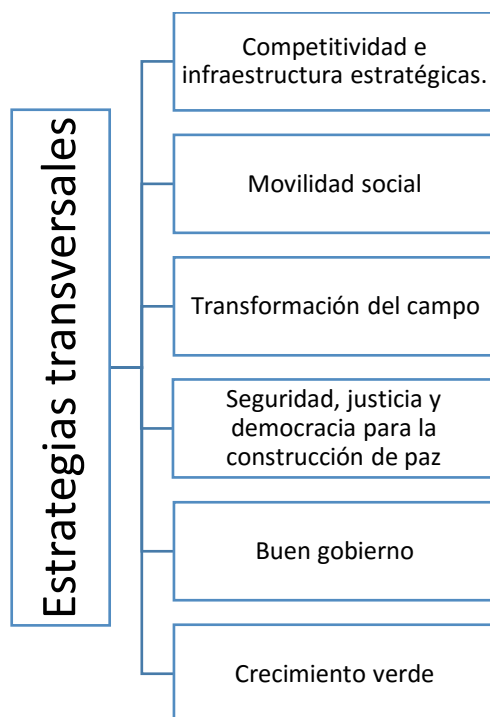 Estrategias transversales
Competitividad e
infraestructura estratégicas.
Movilidad social
Transformación del campo
Seguridad, justicia y
democracia para la
construcción de paz
Buen gobierno
Crecimiento verde